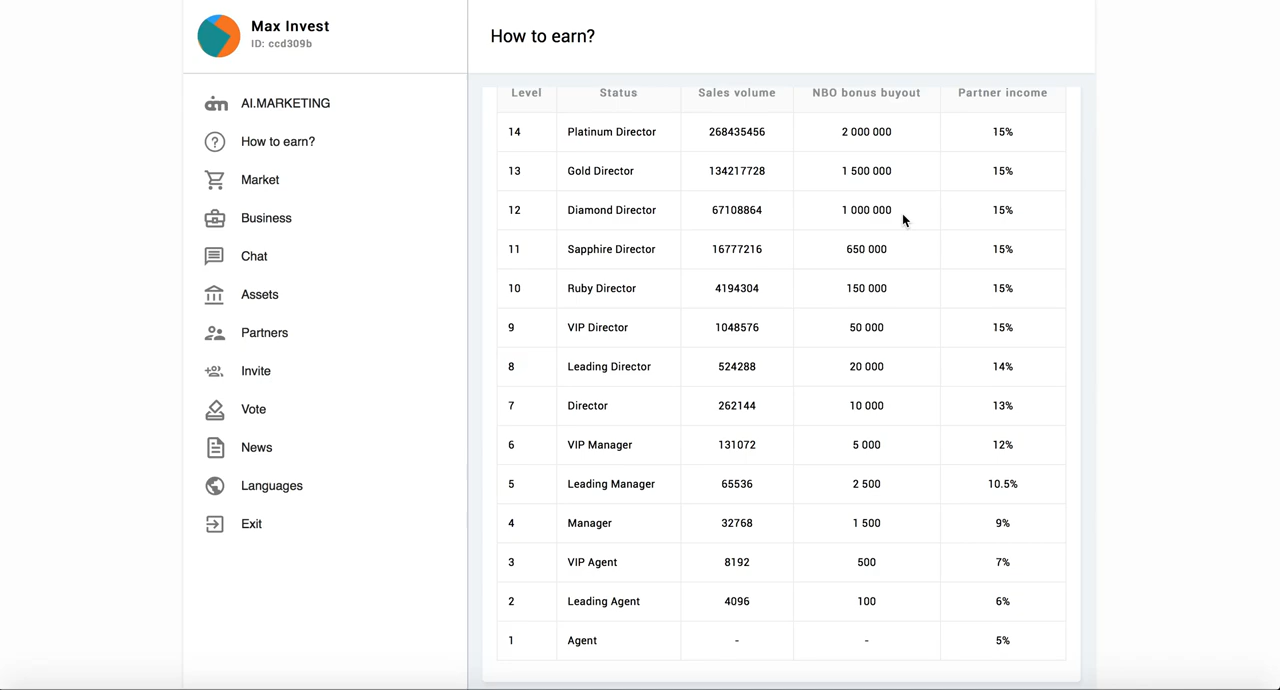 Max Invest
ID: ccd309b
How to earn?
AI.MARKETING
How to earn?
Market
Business
Chat
Assets
Partners
Invite
Vote
News
Languages
Exit
Level Status Sales volume NBO bonus buyout Partner income
14 Platinum Director 268435456 2 000 000 15%
13 Gold Director 134217728 1 500 000 15%
12 Diamond Director 67108864 1 000 000 15%
11 Sapphire Director 16777216 650 000 15%
10 Ruby Director 4194304 150 000 15%
9 VIP Director 1048576 50 000 15%
8 Leading Director 524288 20 000 14%
7 Director 262144 10 000 13%
6 VIP Manager 131072 5 000 12%
5 Leading Manager 65536 2 500 10.5%
4 Manager 32768 1 500 9%
3 VIP Agent 8192 500 7%
2 Leading Agent 4096 100 6%
1 Agent - - 5%